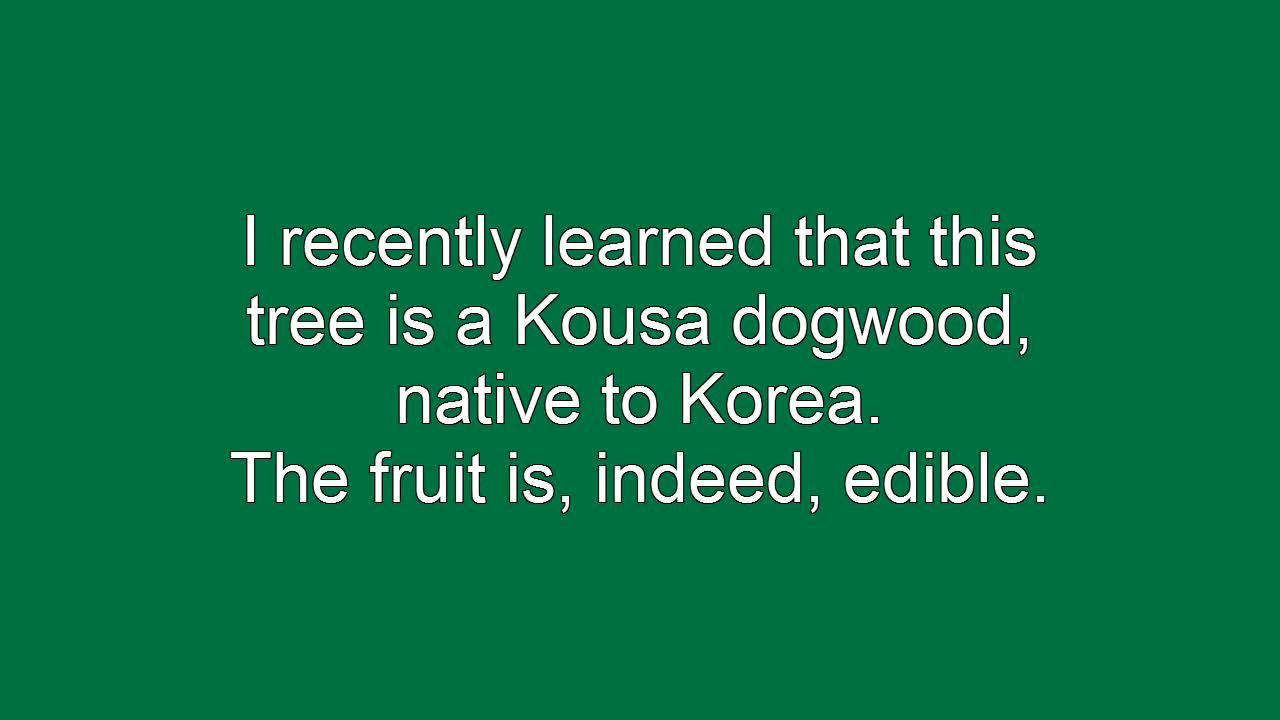 I recently learned that this
tree is a Kousa dogwood,
native to Korea.
The fruit is, indeed, edible.